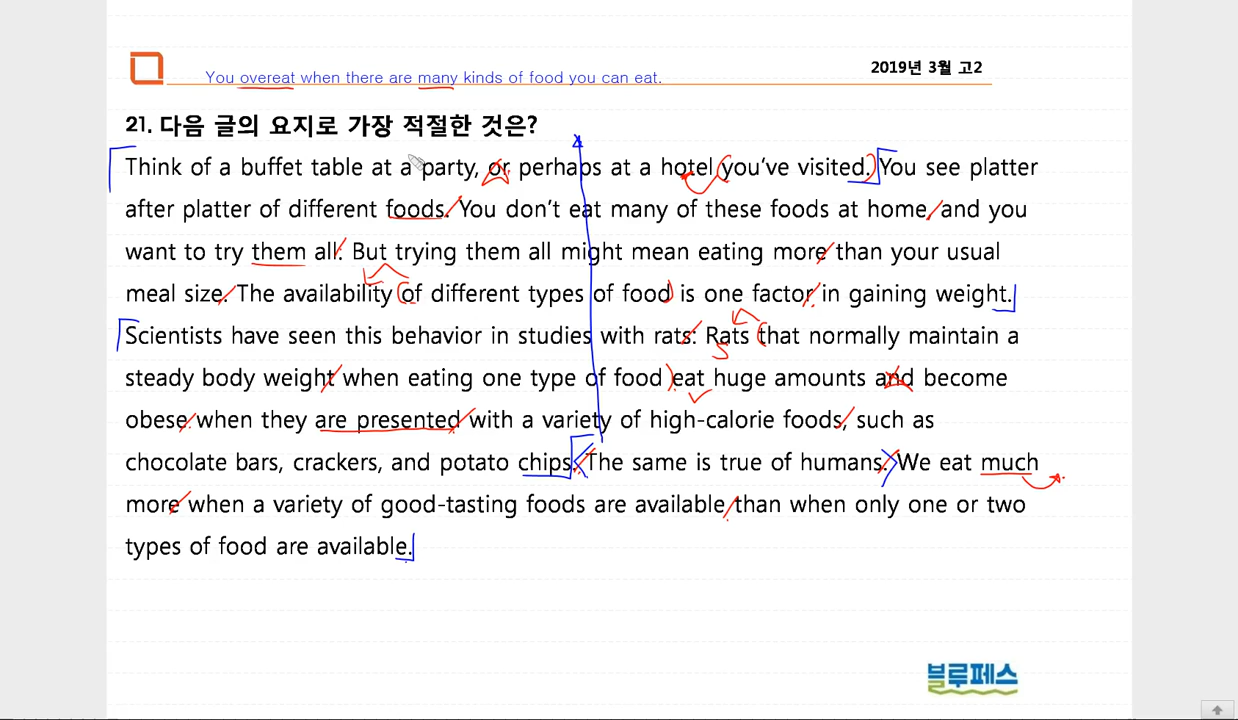 You overeat when there are many kinds of food you can eat.
2019년 3월 고2
21. 다음 글의 요지로 가장 적절한 것은?
Think of a buffet table at a party, or perhaps at a hotel you've visited. You see platter
after platter of different foods. You don't eat many of these foods at home, and you
want to try them all. But trying them all might mean eating more than your usual
meal size. The availability of different types of food is one factor in gaining weight.
Scientists have seen this behavior in studies with rats: Rats that normally maintain a
steady body weight when eating one type of food eat huge amounts and become
obese when they are presented with a variety of high-calorie foods, such as
chocolate bars, crackers, and potato chips. The same is true of humans. We eat much
more when a variety of good-tasting foods are available than when only one or two
types of food are available.
S
블루페스